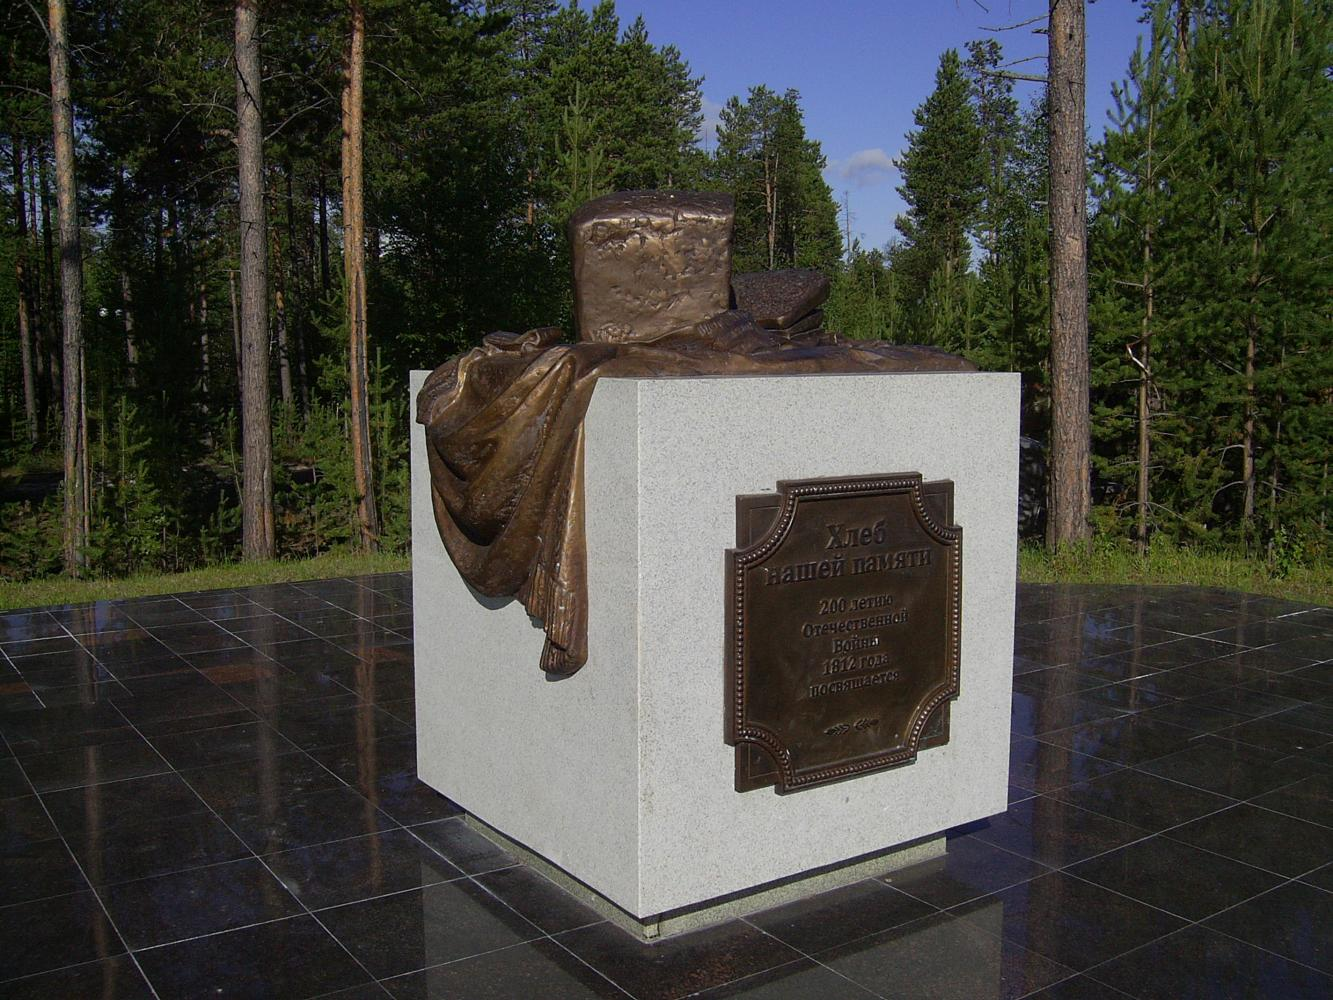 Хлеб
нашей памяти
200 летию
Отечественной
Войны
1812 года
посвящается